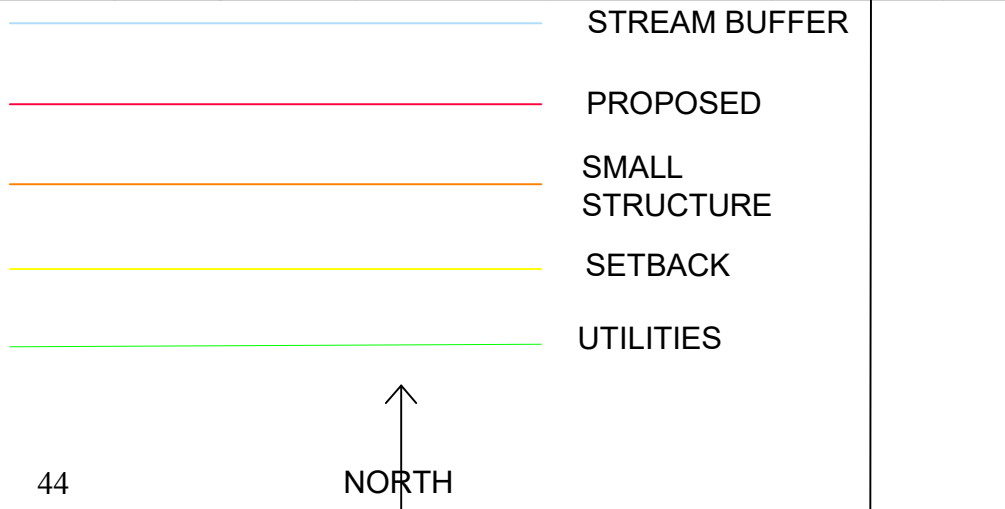 STREAM BUFFER
PROPOSED
SMALL
STRUCTURE
SETBACK
UTILITIES
44
NORTH